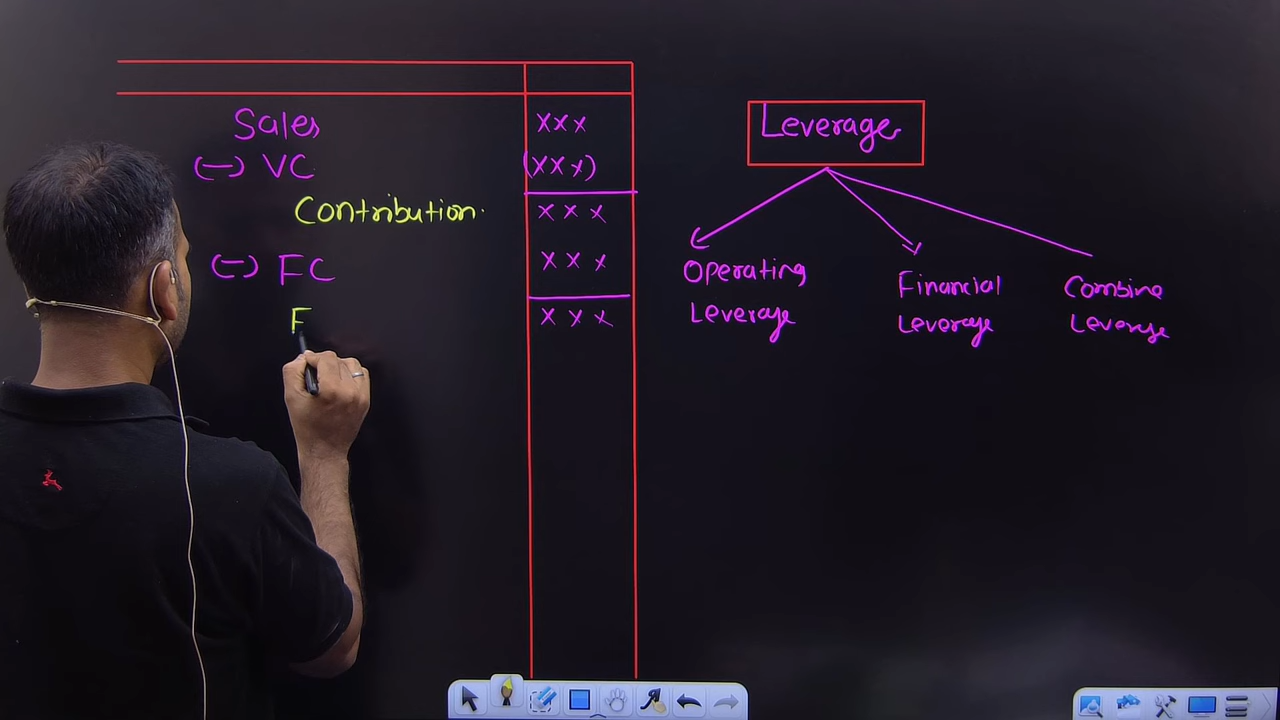 Sales XXX
(-) VC (XXX)
Contribution. XXX
(-) FC XXX
E XXX
Leverage
Operating Leverage
Financial Leverage
Combine Leverage